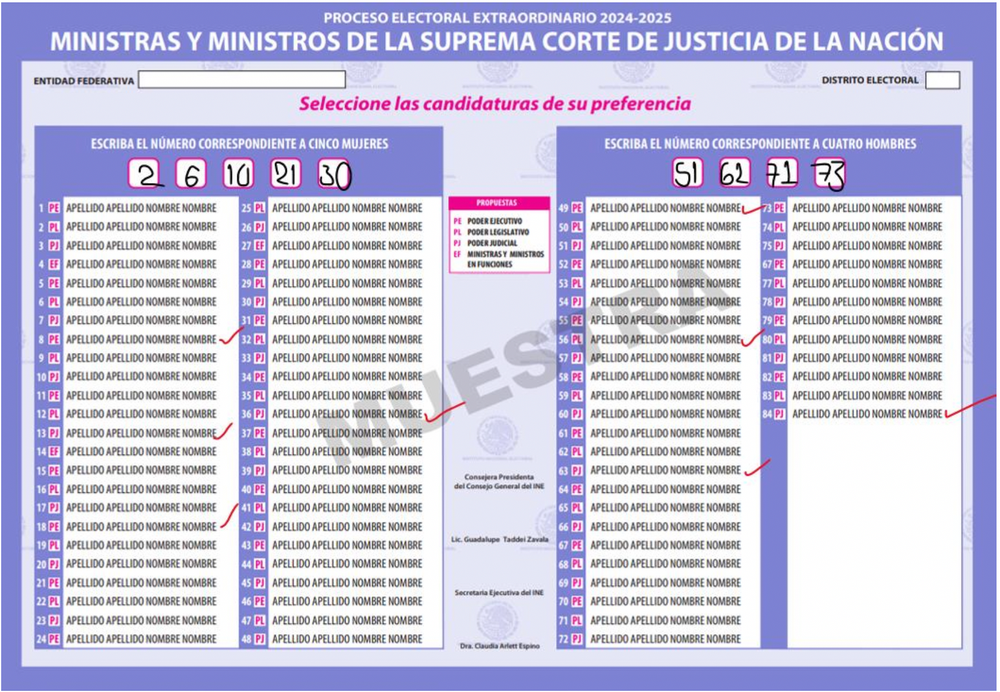 PROCESO ELECTORAL EXTRAORDINARIO 2024-2025
MINISTRAS Y MINISTROS DE LA SUPREMA CORTE DE JUSTICIA DE LA NACIÓN
ENTIDAD FEDERATIVA
DISTRITO ELECTORAL
Seleccione las candidaturas de su preferencia
ESCRIBA EL NÚMERO CORRESPONDIENTE A CINCO MUJERES
2 6 10 21 30
1 PE APELLIDO APELLIDO NOMBRE NOMBRE
2 PL APELLIDO APELLIDO NOMBRE NOMBRE
3 PJ APELLIDO APELLIDO NOMBRE NOMBRE
4 EF APELLIDO APELLIDO NOMBRE NOMBRE
5 PE APELLIDO APELLIDO NOMBRE NOMBRE
6 PL APELLIDO APELLIDO NOMBRE NOMBRE
7 PJ APELLIDO APELLIDO NOMBRE NOMBRE
8 PE APELLIDO APELLIDO NOMBRE NOMBRE
9 PL APELLIDO APELLIDO NOMBRE NOMBRE
10 PJ APELLIDO APELLIDO NOMBRE NOMBRE
11 PE APELLIDO APELLIDO NOMBRE NOMBRE
12 PL APELLIDO APELLIDO NOMBRE NOMBRE
13 PJ APELLIDO APELLIDO NOMBRE NOMBRE
14 EF APELLIDO APELLIDO NOMBRE NOMBRE
15 PE APELLIDO APELLIDO NOMBRE NOMBRE
16 PL APELLIDO APELLIDO NOMBRE NOMBRE
17 PJ APELLIDO APELLIDO NOMBRE NOMBRE
18 PE APELLIDO APELLIDO NOMBRE NOMBRE
19 PL APELLIDO APELLIDO NOMBRE NOMBRE
20 PJ APELLIDO APELLIDO NOMBRE NOMBRE
21 PE APELLIDO APELLIDO NOMBRE NOMBRE
22 PL APELLIDO APELLIDO NOMBRE NOMBRE
23 PJ APELLIDO APELLIDO NOMBRE NOMBRE
24 PE APELLIDO APELLIDO NOMBRE NOMBRE
25 PL APELLIDO APELLIDO NOMBRE NOMBRE
26 PJ APELLIDO APELLIDO NOMBRE NOMBRE
27 EF APELLIDO APELLIDO NOMBRE NOMBRE
28 PE APELLIDO APELLIDO NOMBRE NOMBRE
29 PL APELLIDO APELLIDO NOMBRE NOMBRE
30 PJ APELLIDO APELLIDO NOMBRE NOMBRE
31 PE APELLIDO APELLIDO NOMBRE NOMBRE
32 PL APELLIDO APELLIDO NOMBRE NOMBRE
33 PJ APELLIDO APELLIDO NOMBRE NOMBRE
34 PE APELLIDO APELLIDO NOMBRE NOMBRE
35 PL APELLIDO APELLIDO NOMBRE NOMBRE
36 PJ APELLIDO APELLIDO NOMBRE NOMBRE
37 PE APELLIDO APELLIDO NOMBRE NOMBRE
38 PL APELLIDO APELLIDO NOMBRE NOMBRE
39 PJ APELLIDO APELLIDO NOMBRE NOMBRE
40 PE APELLIDO APELLIDO NOMBRE NOMBRE
41 PL APELLIDO APELLIDO NOMBRE NOMBRE
42 PJ APELLIDO APELLIDO NOMBRE NOMBRE
43 PE APELLIDO APELLIDO NOMBRE NOMBRE
44 PL APELLIDO APELLIDO NOMBRE NOMBRE
45 PJ APELLIDO APELLIDO NOMBRE NOMBRE
46 PE APELLIDO APELLIDO NOMBRE NOMBRE
47 PL APELLIDO APELLIDO NOMBRE NOMBRE
48 PJ APELLIDO APELLIDO NOMBRE NOMBRE
PROPUESTAS
PE PODER EJECUTIVO
PL PODER LEGISLATIVO
PJ PODER JUDICIAL
EF MINISTRAS Y MINISTROS
EN FUNCIONES
MUESTRA
Consejera Presidenta
del Consejo General del INE
Lic. Guadalupe Taddei Zavala
Secretaria Ejecutiva del INE
Dra. Claudia Arlett Espino
ESCRIBA EL NÚMERO CORRESPONDIENTE A CUATRO HOMBRES
51 62 71 73
49 PE APELLIDO APELLIDO NOMBRE NOMBRE
50 PL APELLIDO APELLIDO NOMBRE NOMBRE
51 PJ APELLIDO APELLIDO NOMBRE NOMBRE
52 PE APELLIDO APELLIDO NOMBRE NOMBRE
53 PL APELLIDO APELLIDO NOMBRE NOMBRE
54 PJ APELLIDO APELLIDO NOMBRE NOMBRE
55 PE APELLIDO APELLIDO NOMBRE NOMBRE
56 PL APELLIDO APELLIDO NOMBRE NOMBRE
57 PJ APELLIDO APELLIDO NOMBRE NOMBRE
58 PE APELLIDO APELLIDO NOMBRE NOMBRE
59 PL APELLIDO APELLIDO NOMBRE NOMBRE
60 PJ APELLIDO APELLIDO NOMBRE NOMBRE
61 PE APELLIDO APELLIDO NOMBRE NOMBRE
62 PL APELLIDO APELLIDO NOMBRE NOMBRE
63 PJ APELLIDO APELLIDO NOMBRE NOMBRE
64 PE APELLIDO APELLIDO NOMBRE NOMBRE
65 PL APELLIDO APELLIDO NOMBRE NOMBRE
66 PJ APELLIDO APELLIDO NOMBRE NOMBRE
67 PE APELLIDO APELLIDO NOMBRE NOMBRE
68 PL APELLIDO APELLIDO NOMBRE NOMBRE
69 PJ APELLIDO APELLIDO NOMBRE NOMBRE
70 PE APELLIDO APELLIDO NOMBRE NOMBRE
71 PL APELLIDO APELLIDO NOMBRE NOMBRE
72 PJ APELLIDO APELLIDO NOMBRE NOMBRE
73 PE APELLIDO APELLIDO NOMBRE NOMBRE
74 PL APELLIDO APELLIDO NOMBRE NOMBRE
75 PJ APELLIDO APELLIDO NOMBRE NOMBRE
67 PE APELLIDO APELLIDO NOMBRE NOMBRE
77 PL APELLIDO APELLIDO NOMBRE NOMBRE
78 PJ APELLIDO APELLIDO NOMBRE NOMBRE
79 PE APELLIDO APELLIDO NOMBRE NOMBRE
80 PL APELLIDO APELLIDO NOMBRE NOMBRE
81 PJ APELLIDO APELLIDO NOMBRE NOMBRE
82 PE APELLIDO APELLIDO NOMBRE NOMBRE
83 PL APELLIDO APELLIDO NOMBRE NOMBRE
84 PJ APELLIDO APELLIDO NOMBRE NOMBRE